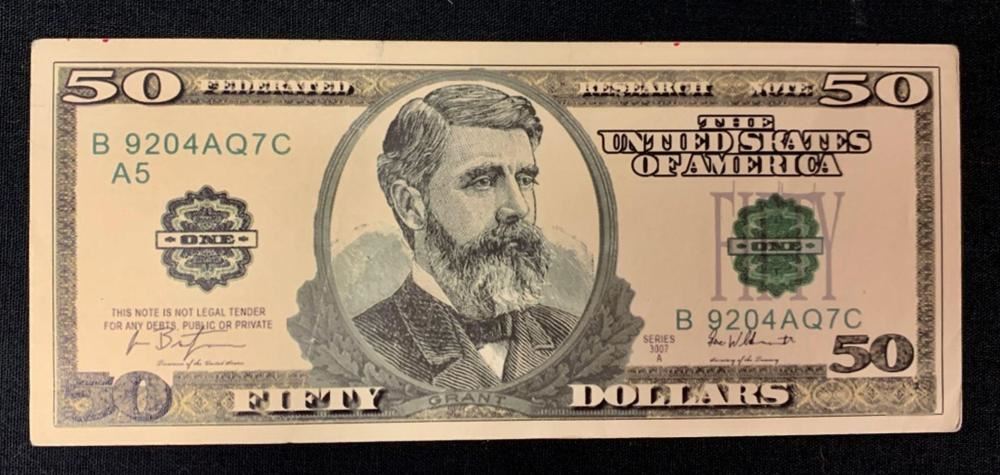 50 FEDERATED RESEARCH NOTE 50
THE
UNTIED SKATES
OF AMERICA
B 9204AQ7C
A5
FIFTY
ONE
ONE
THIS NOTE IS NOT LEGAL TENDER
FOR ANY DEBTS, PUBLIC OR PRIVATE
B 9204AQ7C
SERIES
3007
A
50
50
FIFTY GRANT DOLLARS